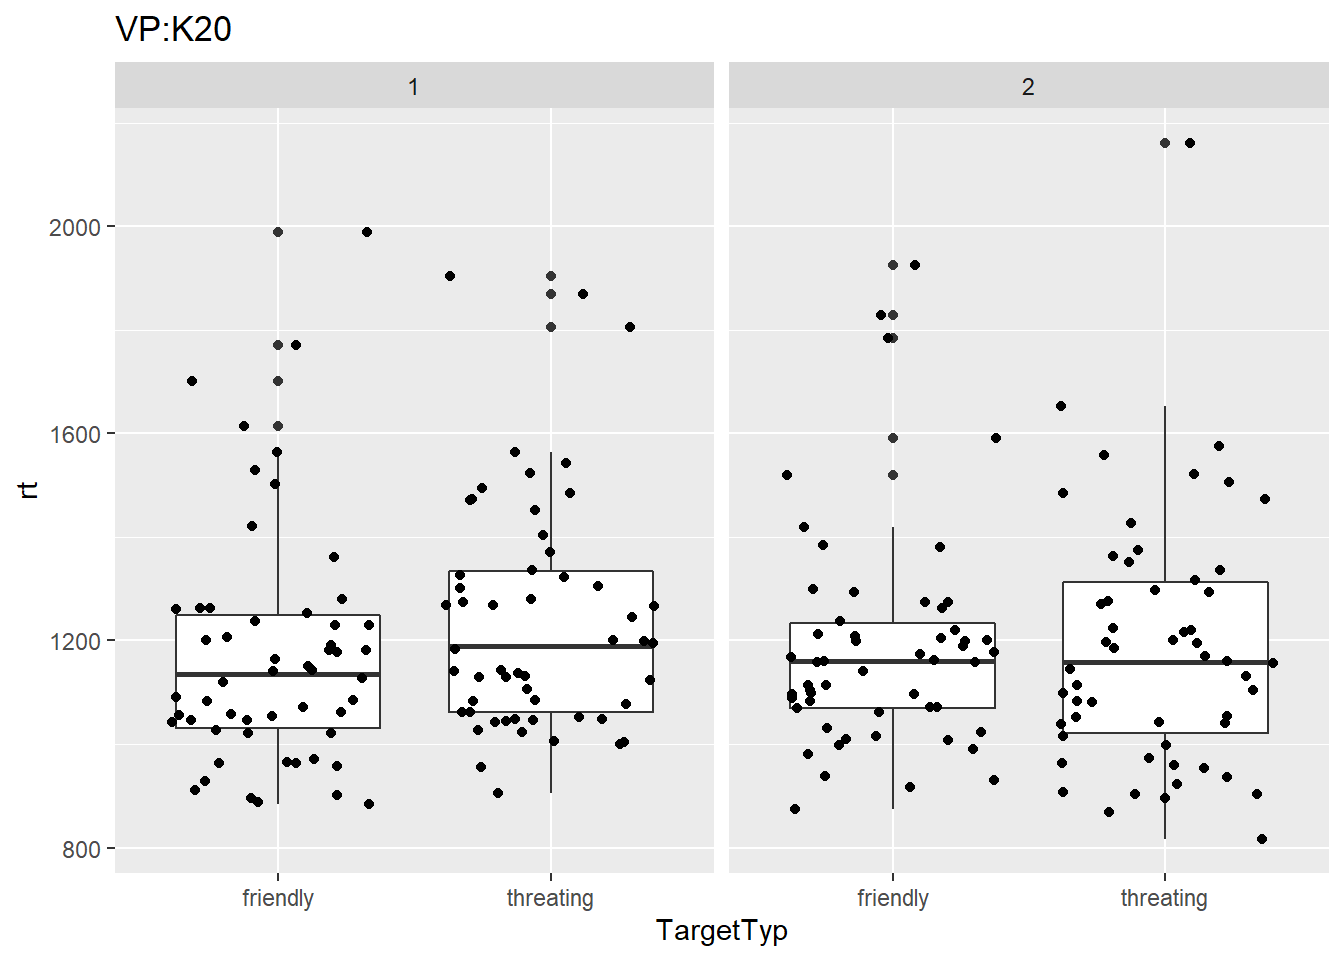 VP:K20
1 2
2000
1600
1200
800
rt
friendly threating friendly threating
TargetTyp